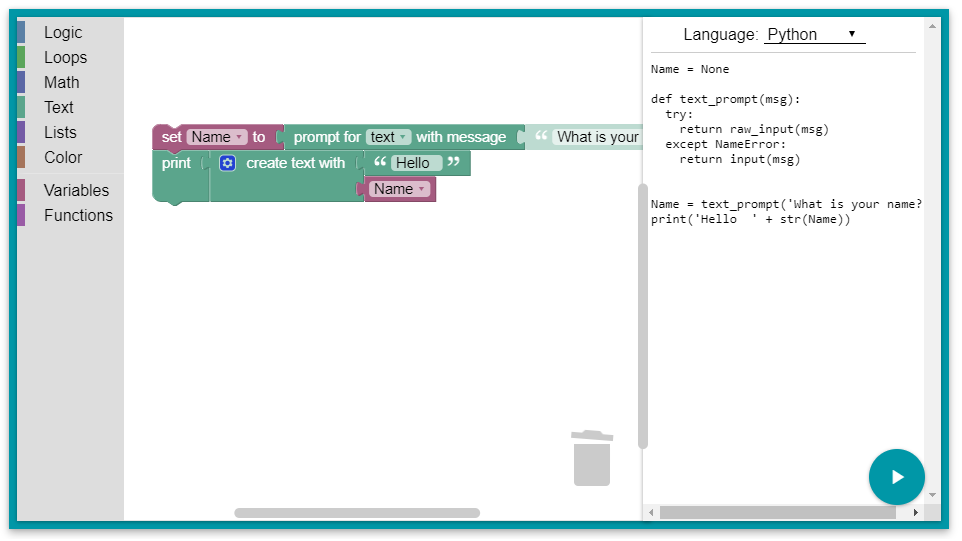 Logic
Loops
Math
Text
Lists
Color
Variables
Functions
set Name to prompt for text with message “ What is your
print create text with “ Hello ”
Name
Language: Python
Name = None
def text_prompt(msg):
  try:
    return raw_input(msg)
  except NameError:
    return input(msg)
Name = text_prompt('What is your name?
print('Hello  ' + str(Name))